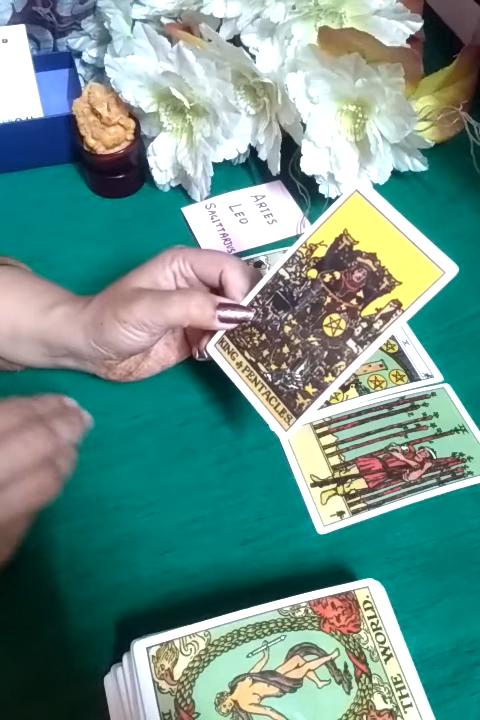 ARIES
LEO
SAGITTARIUS
KING of PENTACLES.
THE WORLD.